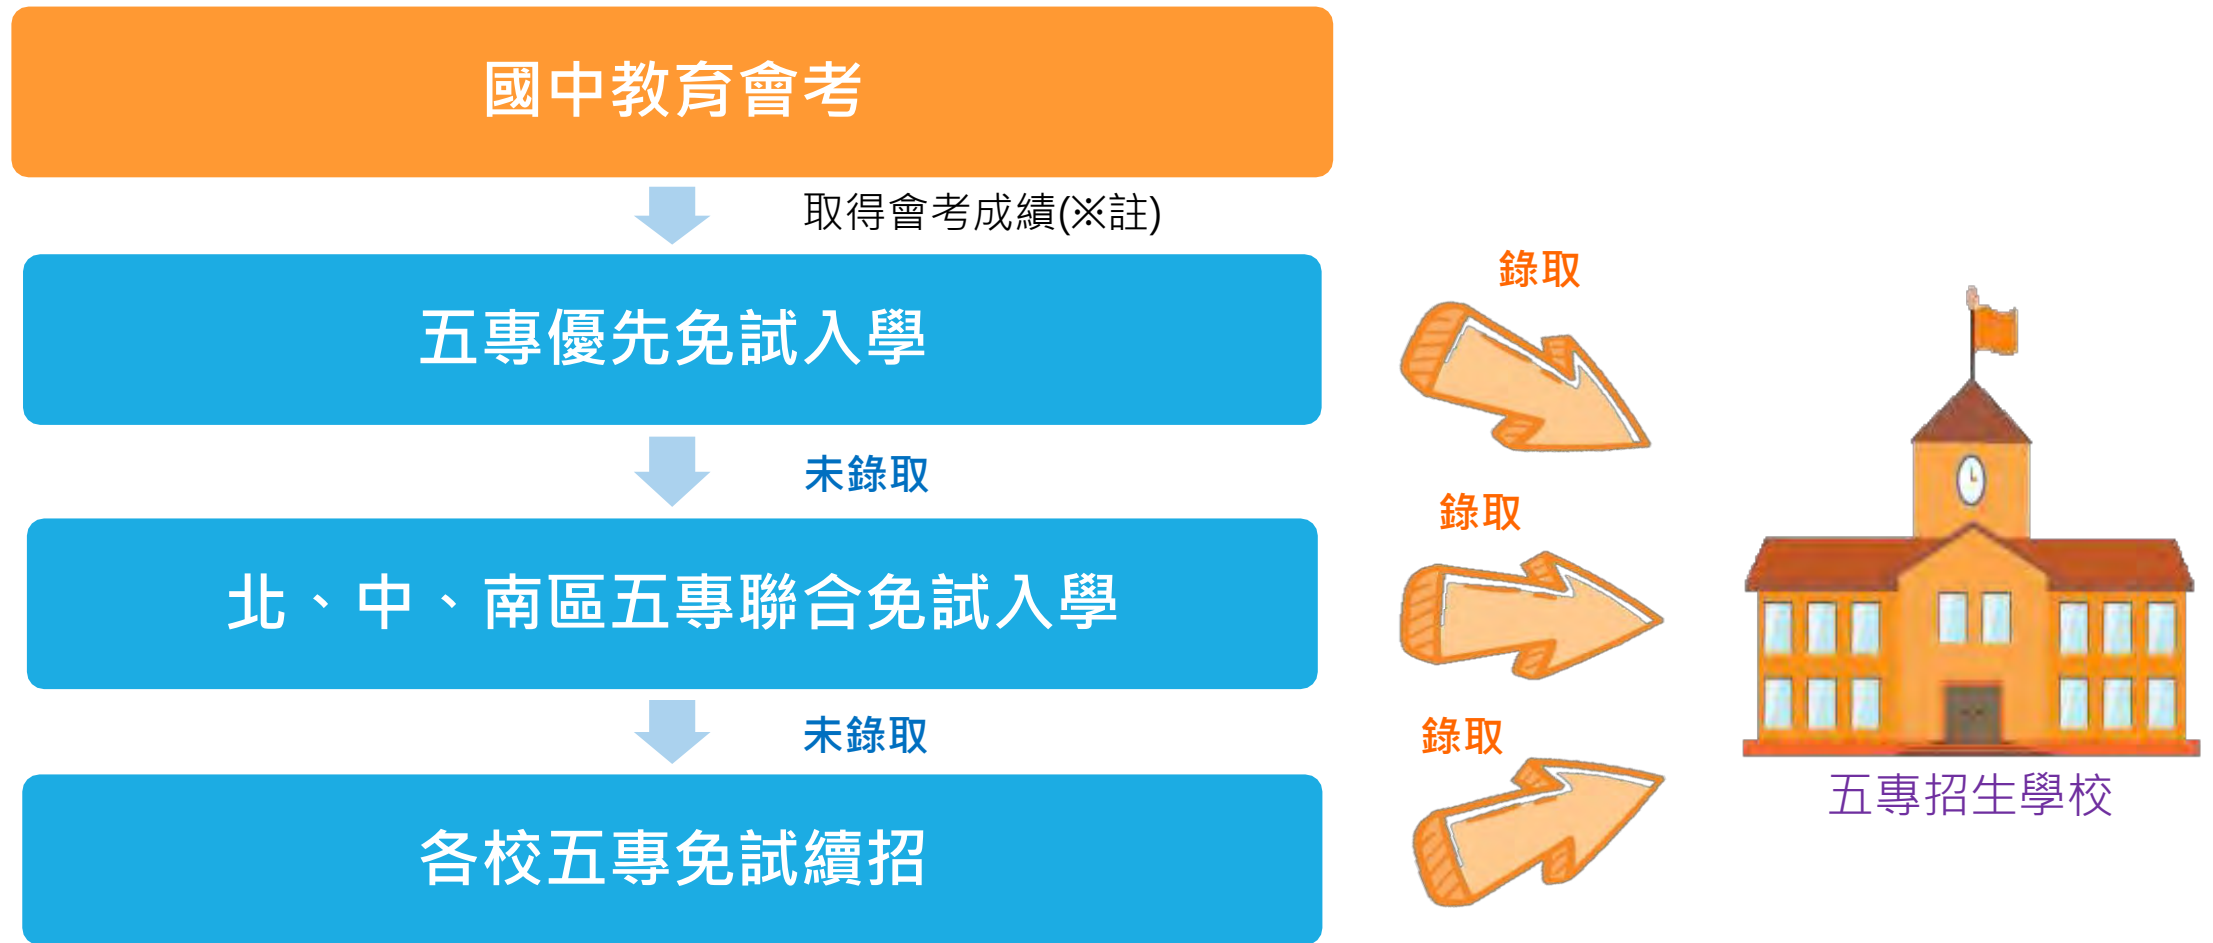 國中教育會考
取得會考成績(※註)
五專優先免試入學
錄取
未錄取
錄取
北、中、南區五專聯合免試入學
未錄取
錄取
各校五專免試續招
五專招生學校